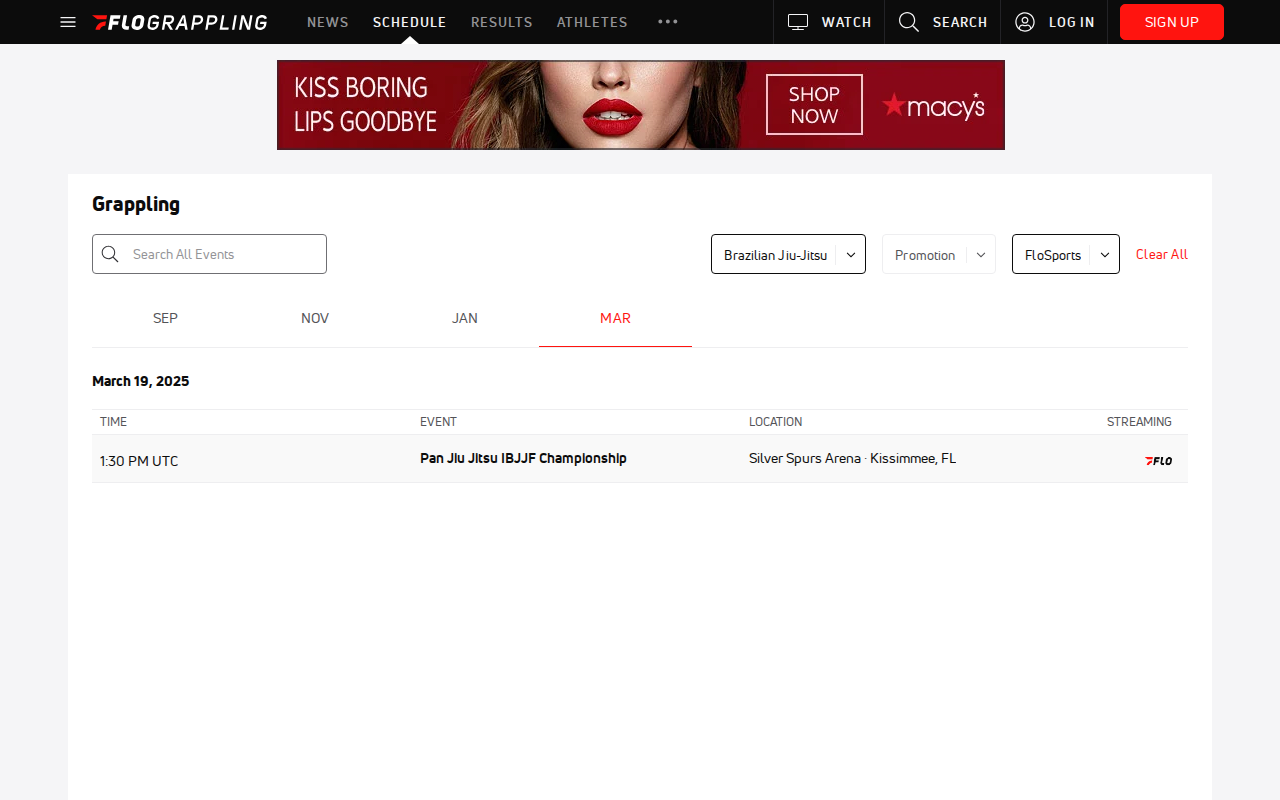 FLOGRAPPLING NEWS SCHEDULE RESULTS ATHLETES WATCH SEARCH LOG IN SIGN UP
KISS BORING
LIPS GOODBYE
SHOP
NOW
macy's
Grappling
Search All Events
Brazilian Jiu-Jitsu
Promotion
FloSports
Clear All
SEP NOV JAN MAR
March 19, 2025
TIME EVENT LOCATION STREAMING
1:30 PM UTC Pan Jiu Jitsu IBJJF Championship Silver Spurs Arena · Kissimmee, FL FLO